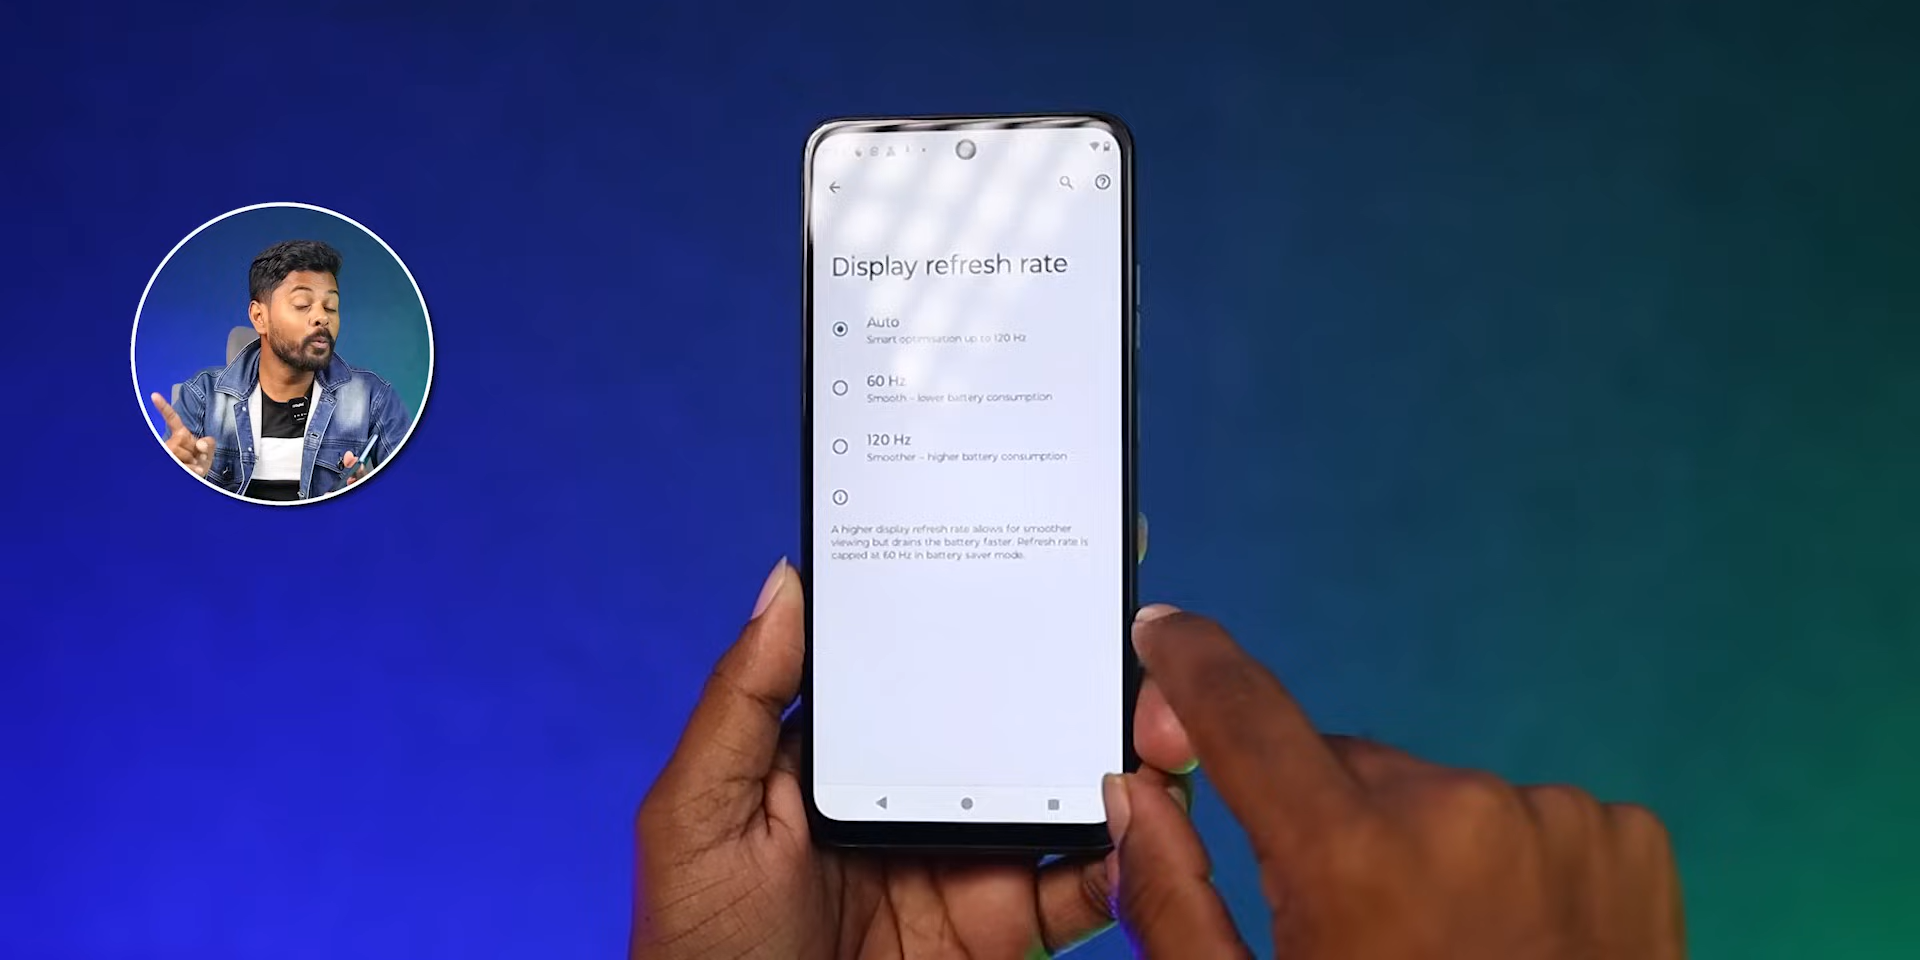 Display refresh rate
Auto
Smart optimisation up to 120 Hz
60 Hz
Smooth – lower battery consumption
120 Hz
Smoother – higher battery consumption
A higher display refresh rate allows for smoother
viewing but drains the battery faster. Refresh rate is
capped at 60 Hz in battery saver mode.